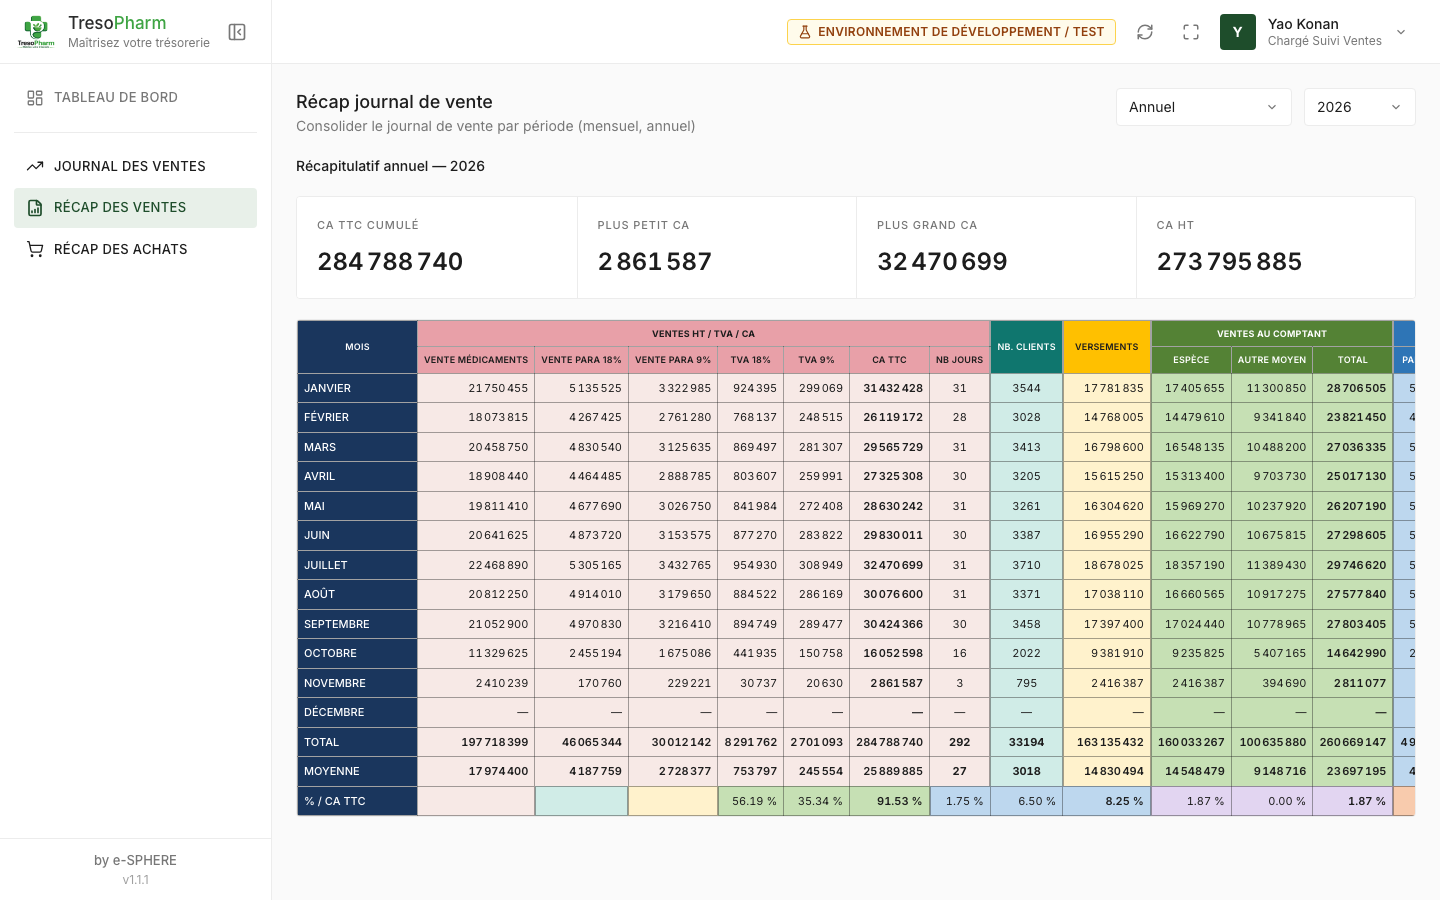 TresoPharm
Maîtrisez votre trésorerie
TresoPharm
ENVIRONNEMENT DE DÉVELOPPEMENT / TEST
Y
Yao Konan
Chargé Suivi Ventes
TABLEAU DE BORD
JOURNAL DES VENTES
RÉCAP DES VENTES
RÉCAP DES ACHATS
by e-SPHERE
v1.1.1
Récap journal de vente
Consolider le journal de vente par période (mensuel, annuel)
Annuel
2026
Récapitulatif annuel — 2026
CA TTC CUMULÉ PLUS PETIT CA PLUS GRAND CA CA HT
284 788 740 2 861 587 32 470 699 273 795 885
MOIS VENTES HT / TVA / CA NB. CLIENTS VERSEMENTS VENTES AU COMPTANT
VENTE MÉDICAMENTS VENTE PARA 18% VENTE PARA 9% TVA 18% TVA 9% CA TTC NB JOURS ESPÈCE AUTRE MOYEN TOTAL PA
JANVIER 21 750 455 5 135 525 3 322 985 924 395 299 069 31 432 428 31 3544 17 781 835 17 405 655 11 300 850 28 706 505 5
FÉVRIER 18 073 815 4 267 425 2 761 280 768 137 248 515 26 119 172 28 3028 14 768 005 14 479 610 9 341 840 23 821 450 4
MARS 20 458 750 4 830 540 3 125 635 869 497 281 307 29 565 729 31 3413 16 798 600 16 548 135 10 488 200 27 036 335 5
AVRIL 18 908 440 4 464 485 2 888 785 803 607 259 991 27 325 308 30 3205 15 615 250 15 313 400 9 703 730 25 017 130 5
MAI 19 811 410 4 677 690 3 026 750 841 984 272 408 28 630 242 31 3261 16 304 620 15 969 270 10 237 920 26 207 190 5
JUIN 20 641 625 4 873 720 3 153 575 877 270 283 822 29 830 011 30 3387 16 955 290 16 622 790 10 675 815 27 298 605 5
JUILLET 22 468 890 5 305 165 3 432 765 954 930 308 949 32 470 699 31 3710 18 678 025 18 357 190 11 389 430 29 746 620 5
AOÛT 20 812 250 4 914 010 3 179 650 884 522 286 169 30 076 600 31 3371 17 038 110 16 660 565 10 917 275 27 577 840 5
SEPTEMBRE 21 052 900 4 970 830 3 216 410 894 749 289 477 30 424 366 30 3458 17 397 400 17 024 440 10 778 965 27 803 405 5
OCTOBRE 11 329 625 2 455 194 1 675 086 441 935 150 758 16 052 598 16 2022 9 381 910 9 235 825 5 407 165 14 642 990 2
NOVEMBRE 2 410 239 170 760 229 221 30 737 20 630 2 861 587 3 795 2 416 387 2 416 387 394 690 2 811 077
DÉCEMBRE — — — — — — — — — — — —
TOTAL 197 718 399 46 065 344 30 012 142 8 291 762 2 701 093 284 788 740 292 33194 163 135 432 160 033 267 100 635 880 260 669 147 49
MOYENNE 17 974 400 4 187 759 2 728 377 753 797 245 554 25 889 885 27 3018 14 830 494 14 548 479 9 148 716 23 697 195 4
% / CA TTC 56.19 % 35.34 % 91.53 % 1.75 % 6.50 % 8.25 % 1.87 % 0.00 % 1.87 %